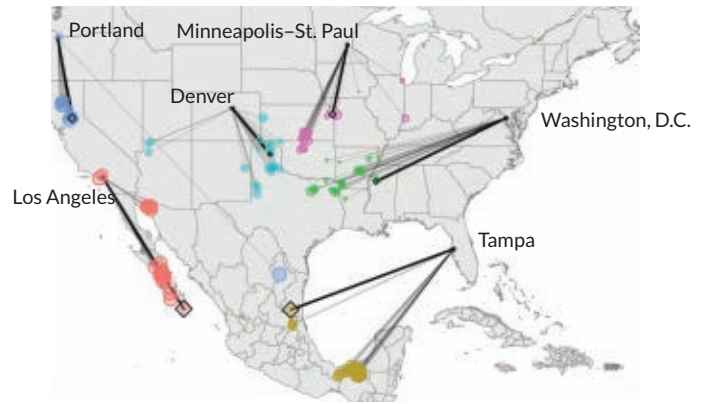 Portland
Minneapolis–St. Paul
Denver
Washington, D.C.
Los Angeles
Tampa